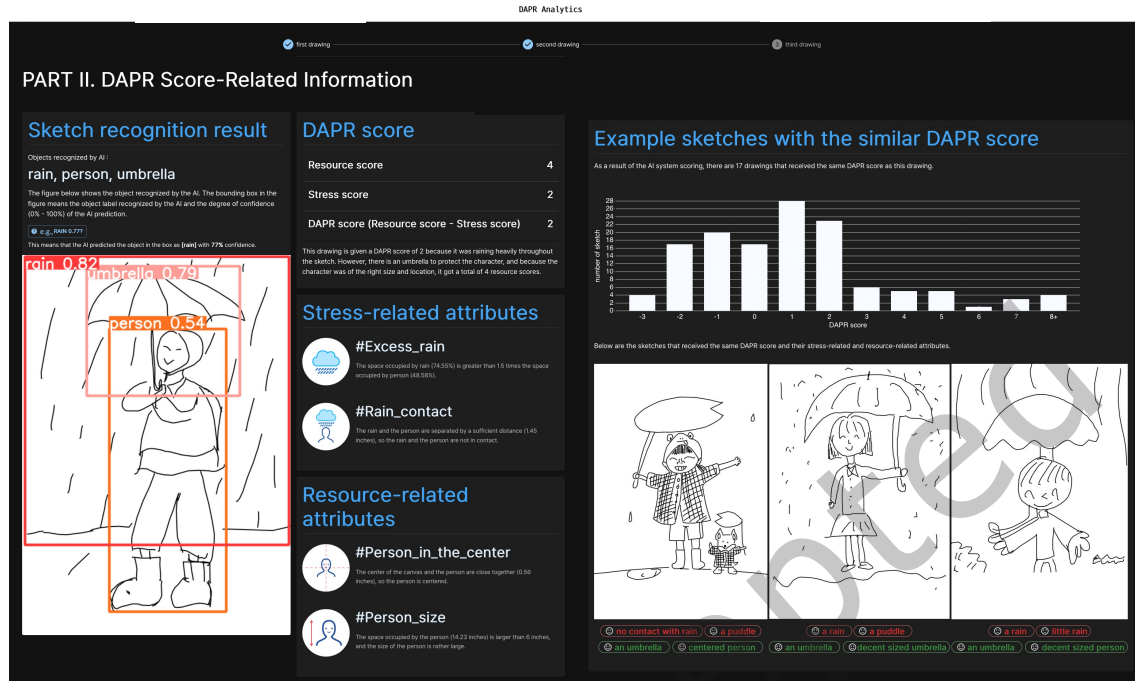 DAPR Analytics
first drawing
second drawing
3 third drawing
PART II. DAPR Score-Related Information
Sketch recognition result
Objects recognized by AI :
rain, person, umbrella
The figure below shows the object recognized by the AI. The bounding box in the
figure means the object label recognized by the AI and the degree of confidence
(0% - 100%) of the AI prediction.
e.g., RAIN 0.77?
This means that the AI predicted the object in the box as [rain] with 77% confidence.
rain 0.82
umbrella 0.79
person 0.54
DAPR score
Resource score 4
Stress score 2
DAPR score (Resource score - Stress score) 2
This drawing is given a DAPR score of 2 because it was raining heavily throughout
the sketch. However, there is an umbrella to protect the character, and because the
character was of the right size and location, it got a total of 4 resource scores.
Stress-related attributes
#Excess_rain
The space occupied by rain (74.55%) is greater than 1.5 times the space
occupied by person (48.58%).
#Rain_contact
The rain and the person are separated by a sufficient distance (1.45
inches), so the rain and the person are not in contact.
Resource-related
attributes
#Person_in_the_center
The center of the canvas and the person are close together (0.56
inches), so the person is centered.
#Person_size
The space occupied by the person (14.23 inches) is larger than 6 inches,
and the size of the person is rather large.
Example sketches with the similar DAPR score
As a result of the AI system scoring, there are 17 drawings that received the same DAPR score as this drawing.
number of sketch
28
26
24
22
20
18
16
14
12
10
8
6
4
2
0
-3 -2 -1 0 1 2 3 4 5 6 7 8+
DAPR score
Below are the sketches that received the same DAPR score and their stress-related and resource-related attributes.
no contact with rain a puddle a rain a puddle a rain little rain
an umbrella centered person an umbrella decent sized umbrella an umbrella decent sized person
pted